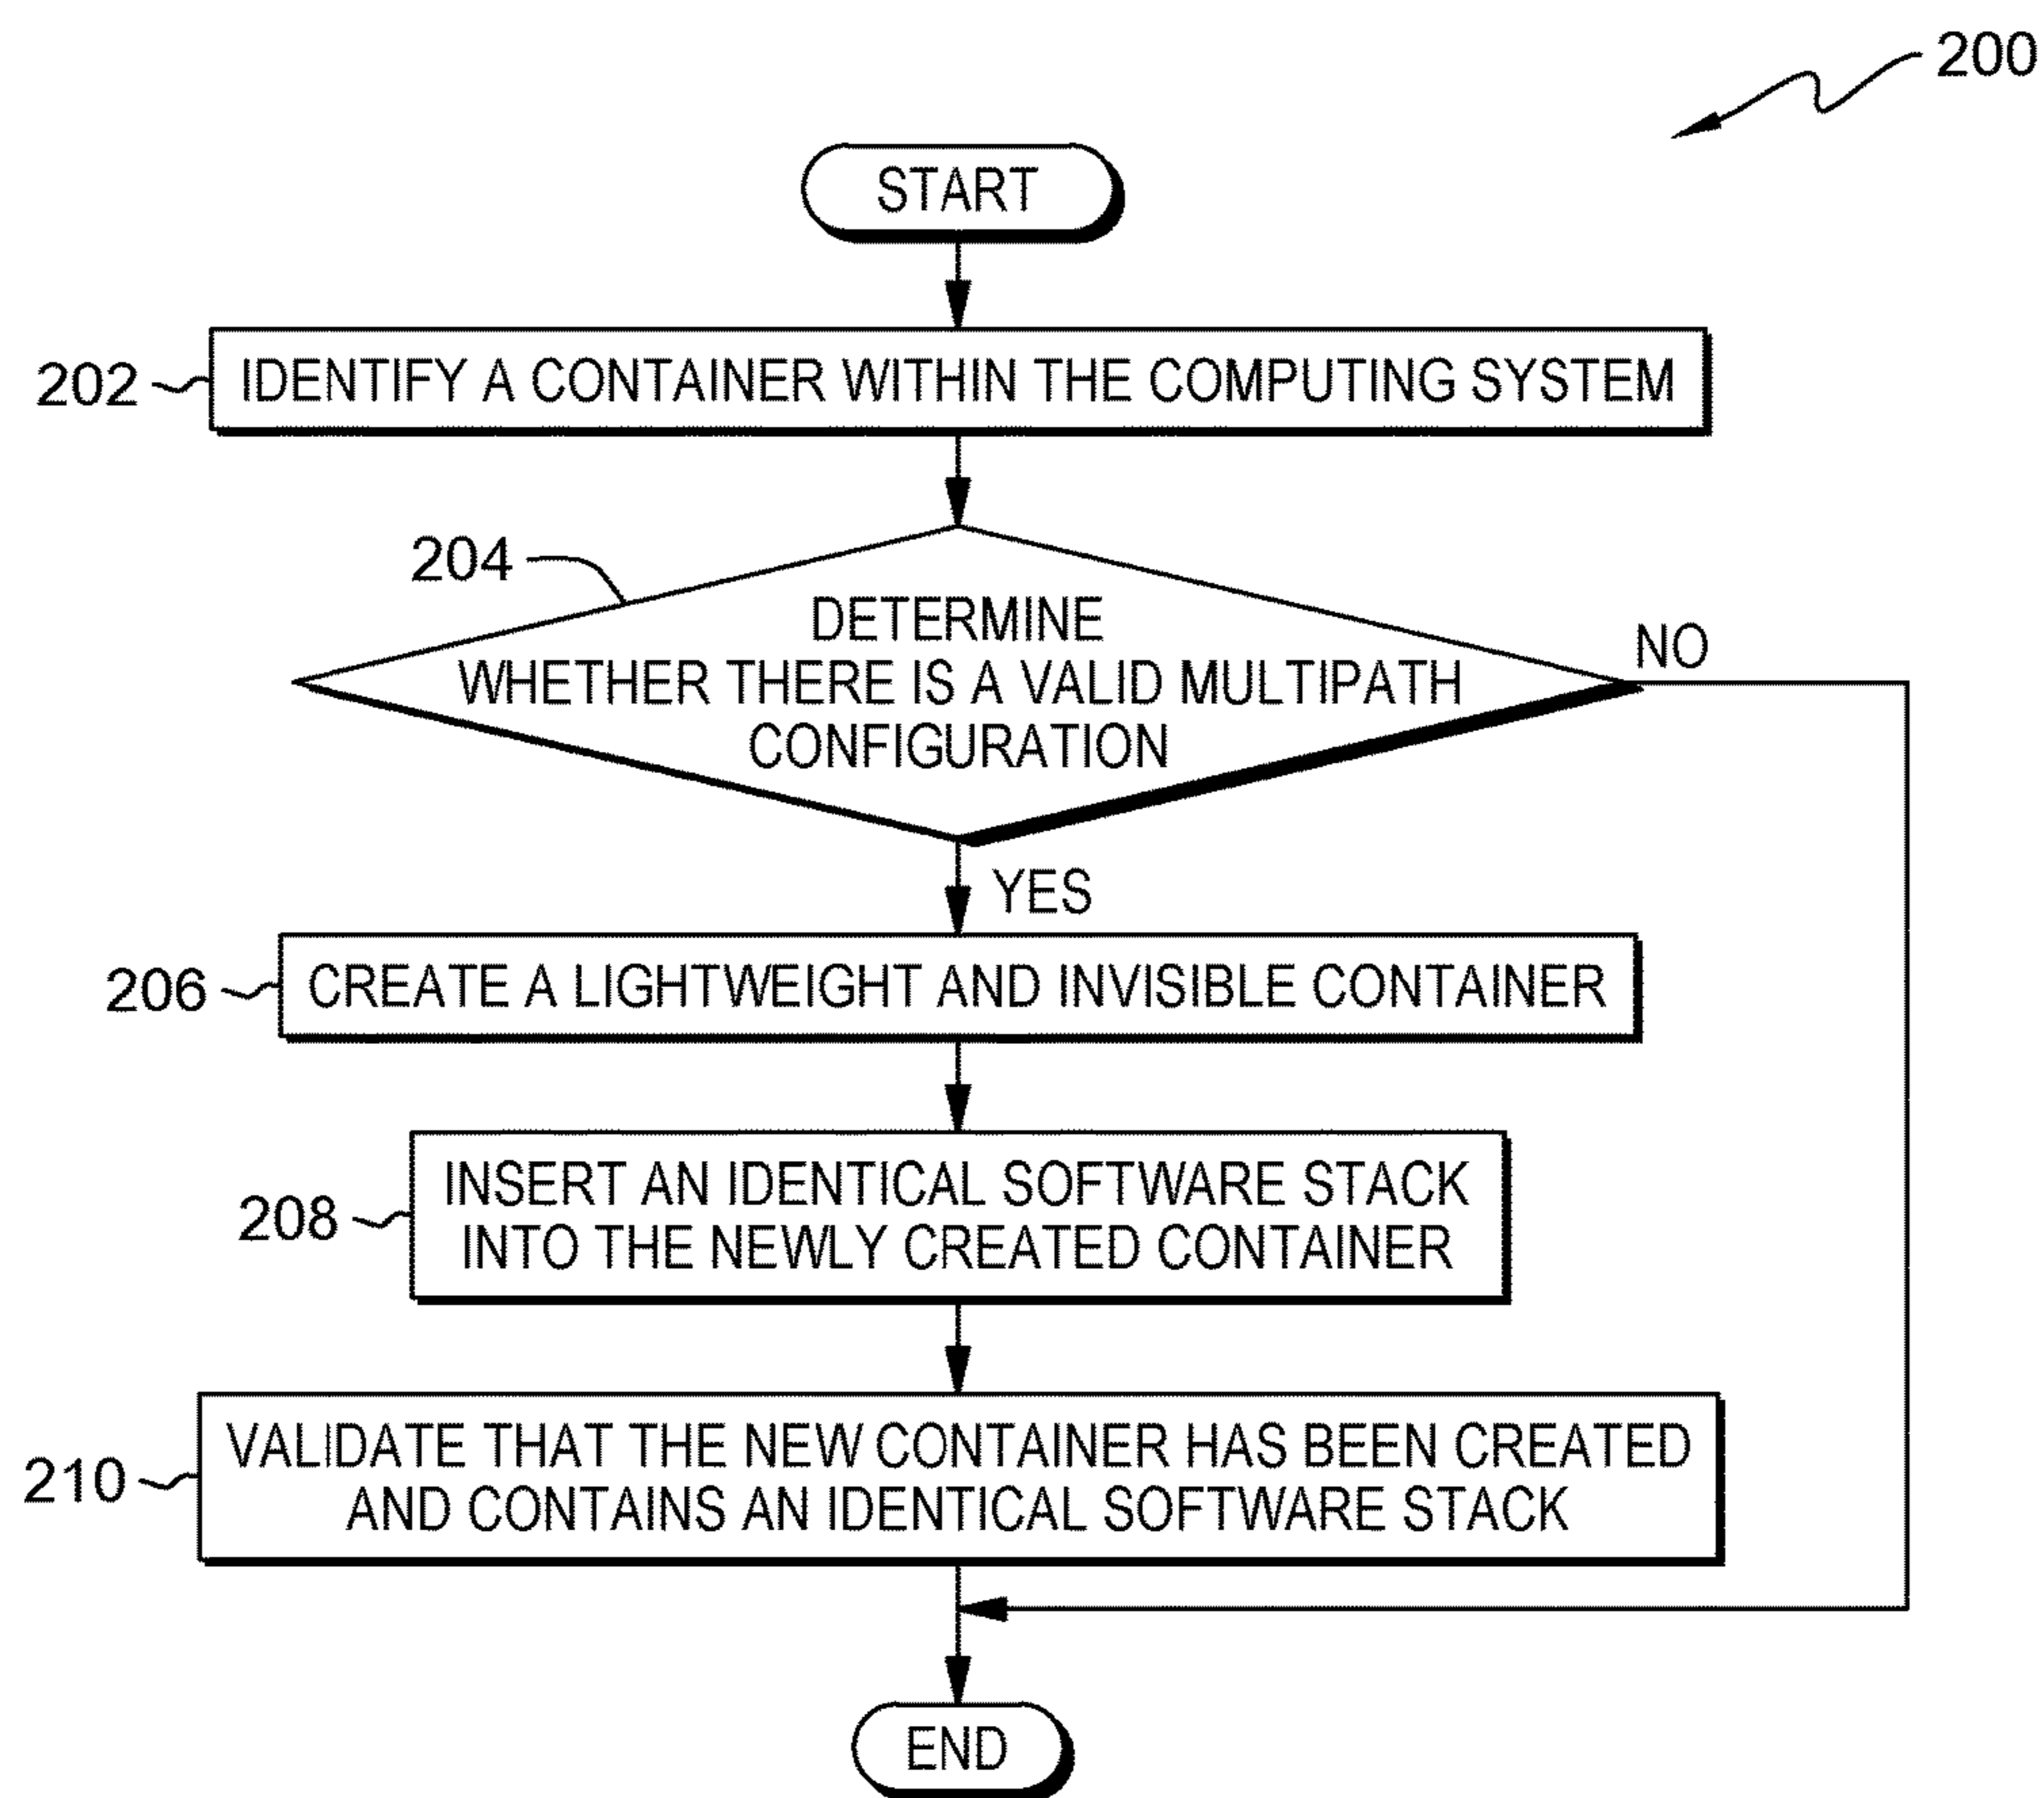 200
START
202
IDENTIFY A CONTAINER WITHIN THE COMPUTING SYSTEM
204
DETERMINE
WHETHER THERE IS A VALID MULTIPATH
CONFIGURATION
NO
YES
206
CREATE A LIGHTWEIGHT AND INVISIBLE CONTAINER
208
INSERT AN IDENTICAL SOFTWARE STACK
INTO THE NEWLY CREATED CONTAINER
210
VALIDATE THAT THE NEW CONTAINER HAS BEEN CREATED
AND CONTAINS AN IDENTICAL SOFTWARE STACK
END